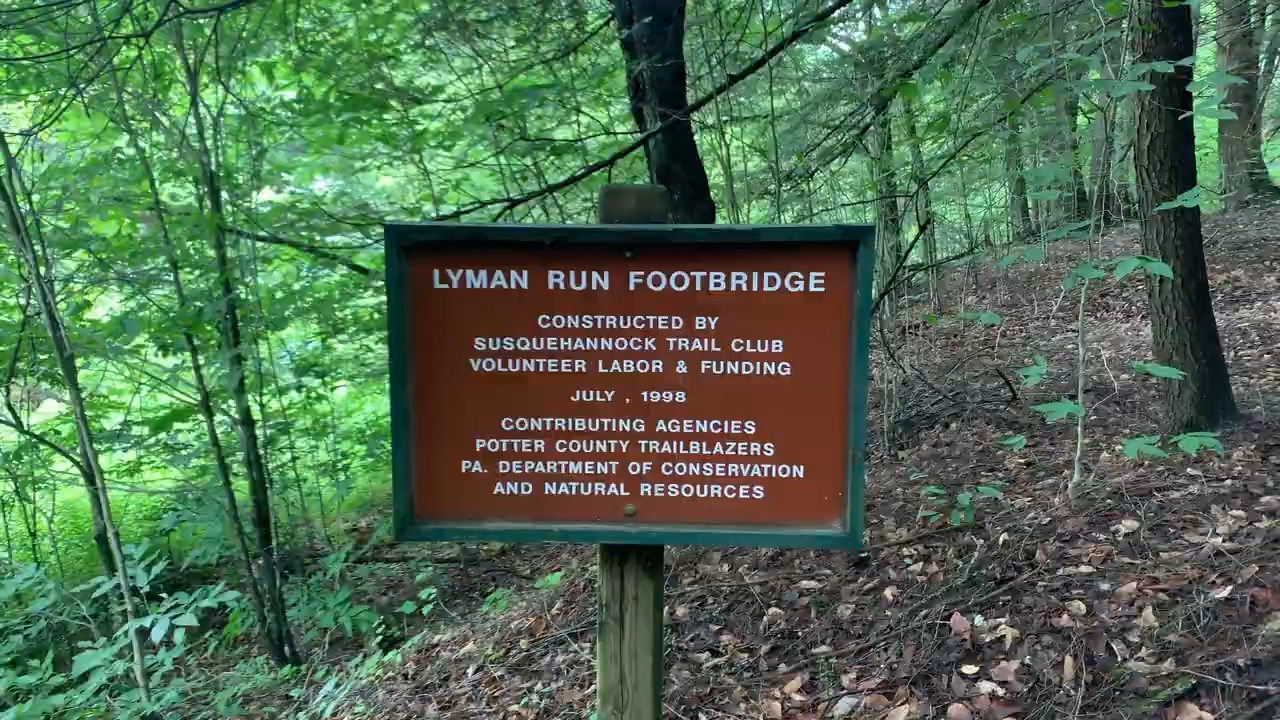 LYMAN RUN FOOTBRIDGE
CONSTRUCTED BY
SUSQUEHANNOCK TRAIL CLUB
VOLUNTEER LABOR & FUNDING
JULY , 1998
CONTRIBUTING AGENCIES
POTTER COUNTY TRAILBLAZERS
PA. DEPARTMENT OF CONSERVATION
AND NATURAL RESOURCES